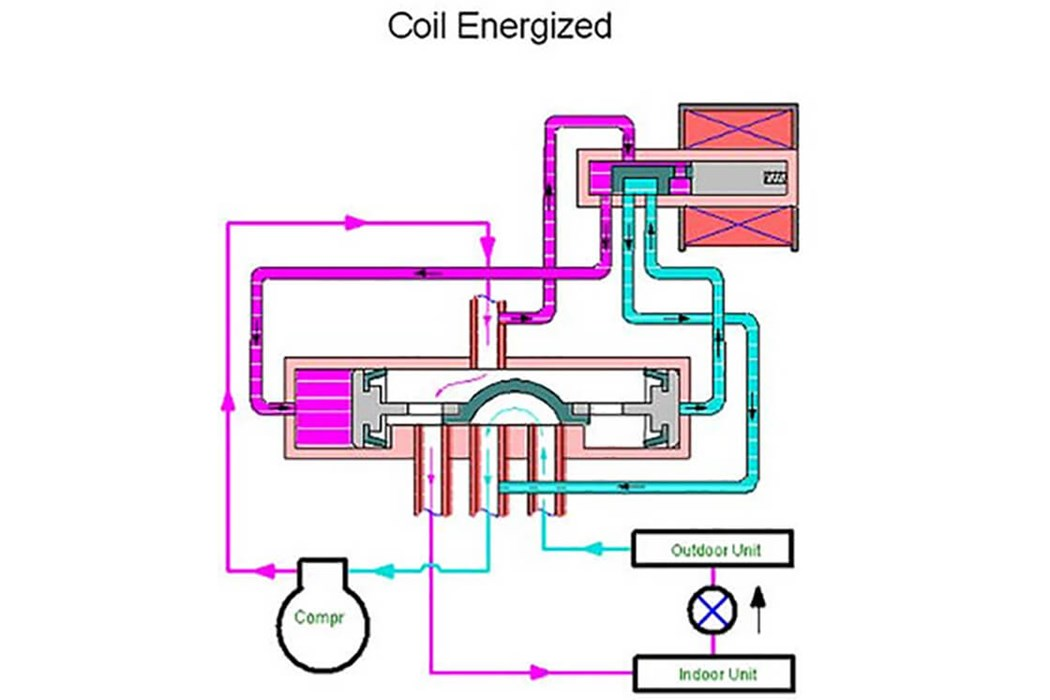 Coil Energized
Outdoor Unit
Compr
Indoor Unit